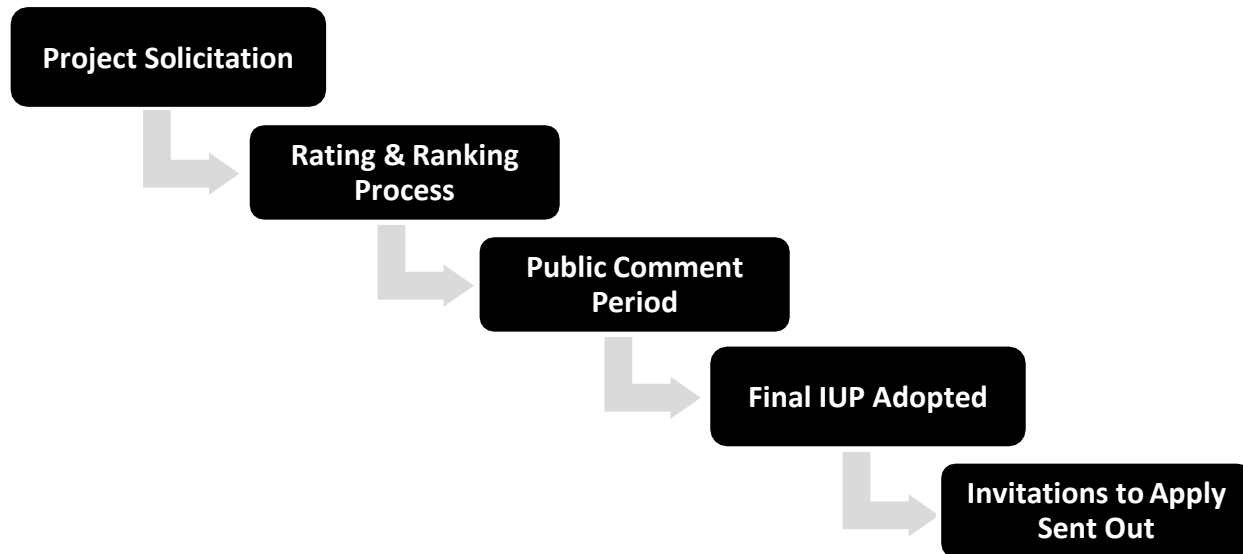 Project Solicitation
Rating & Ranking
Process
Public Comment
Period
Final IUP Adopted
Invitations to Apply
Sent Out